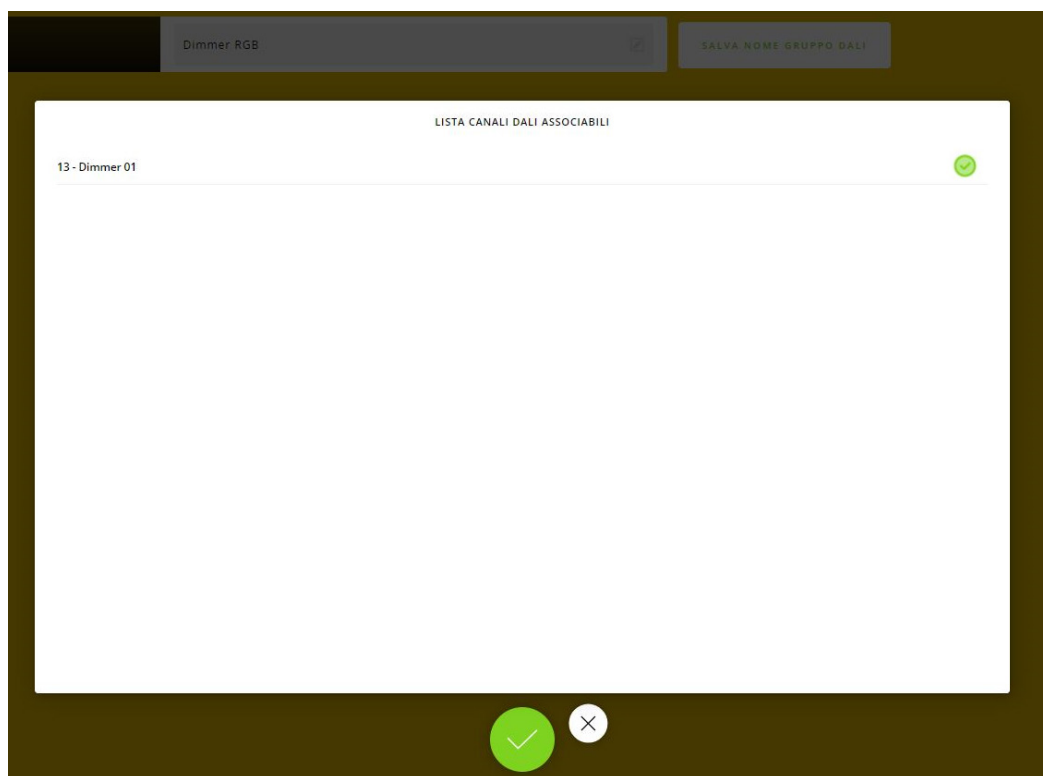 Dimmer RGB
SALVA NOME GRUPPO DALI
LISTA CANALI DALI ASSOCIABILI
13 - Dimmer 01